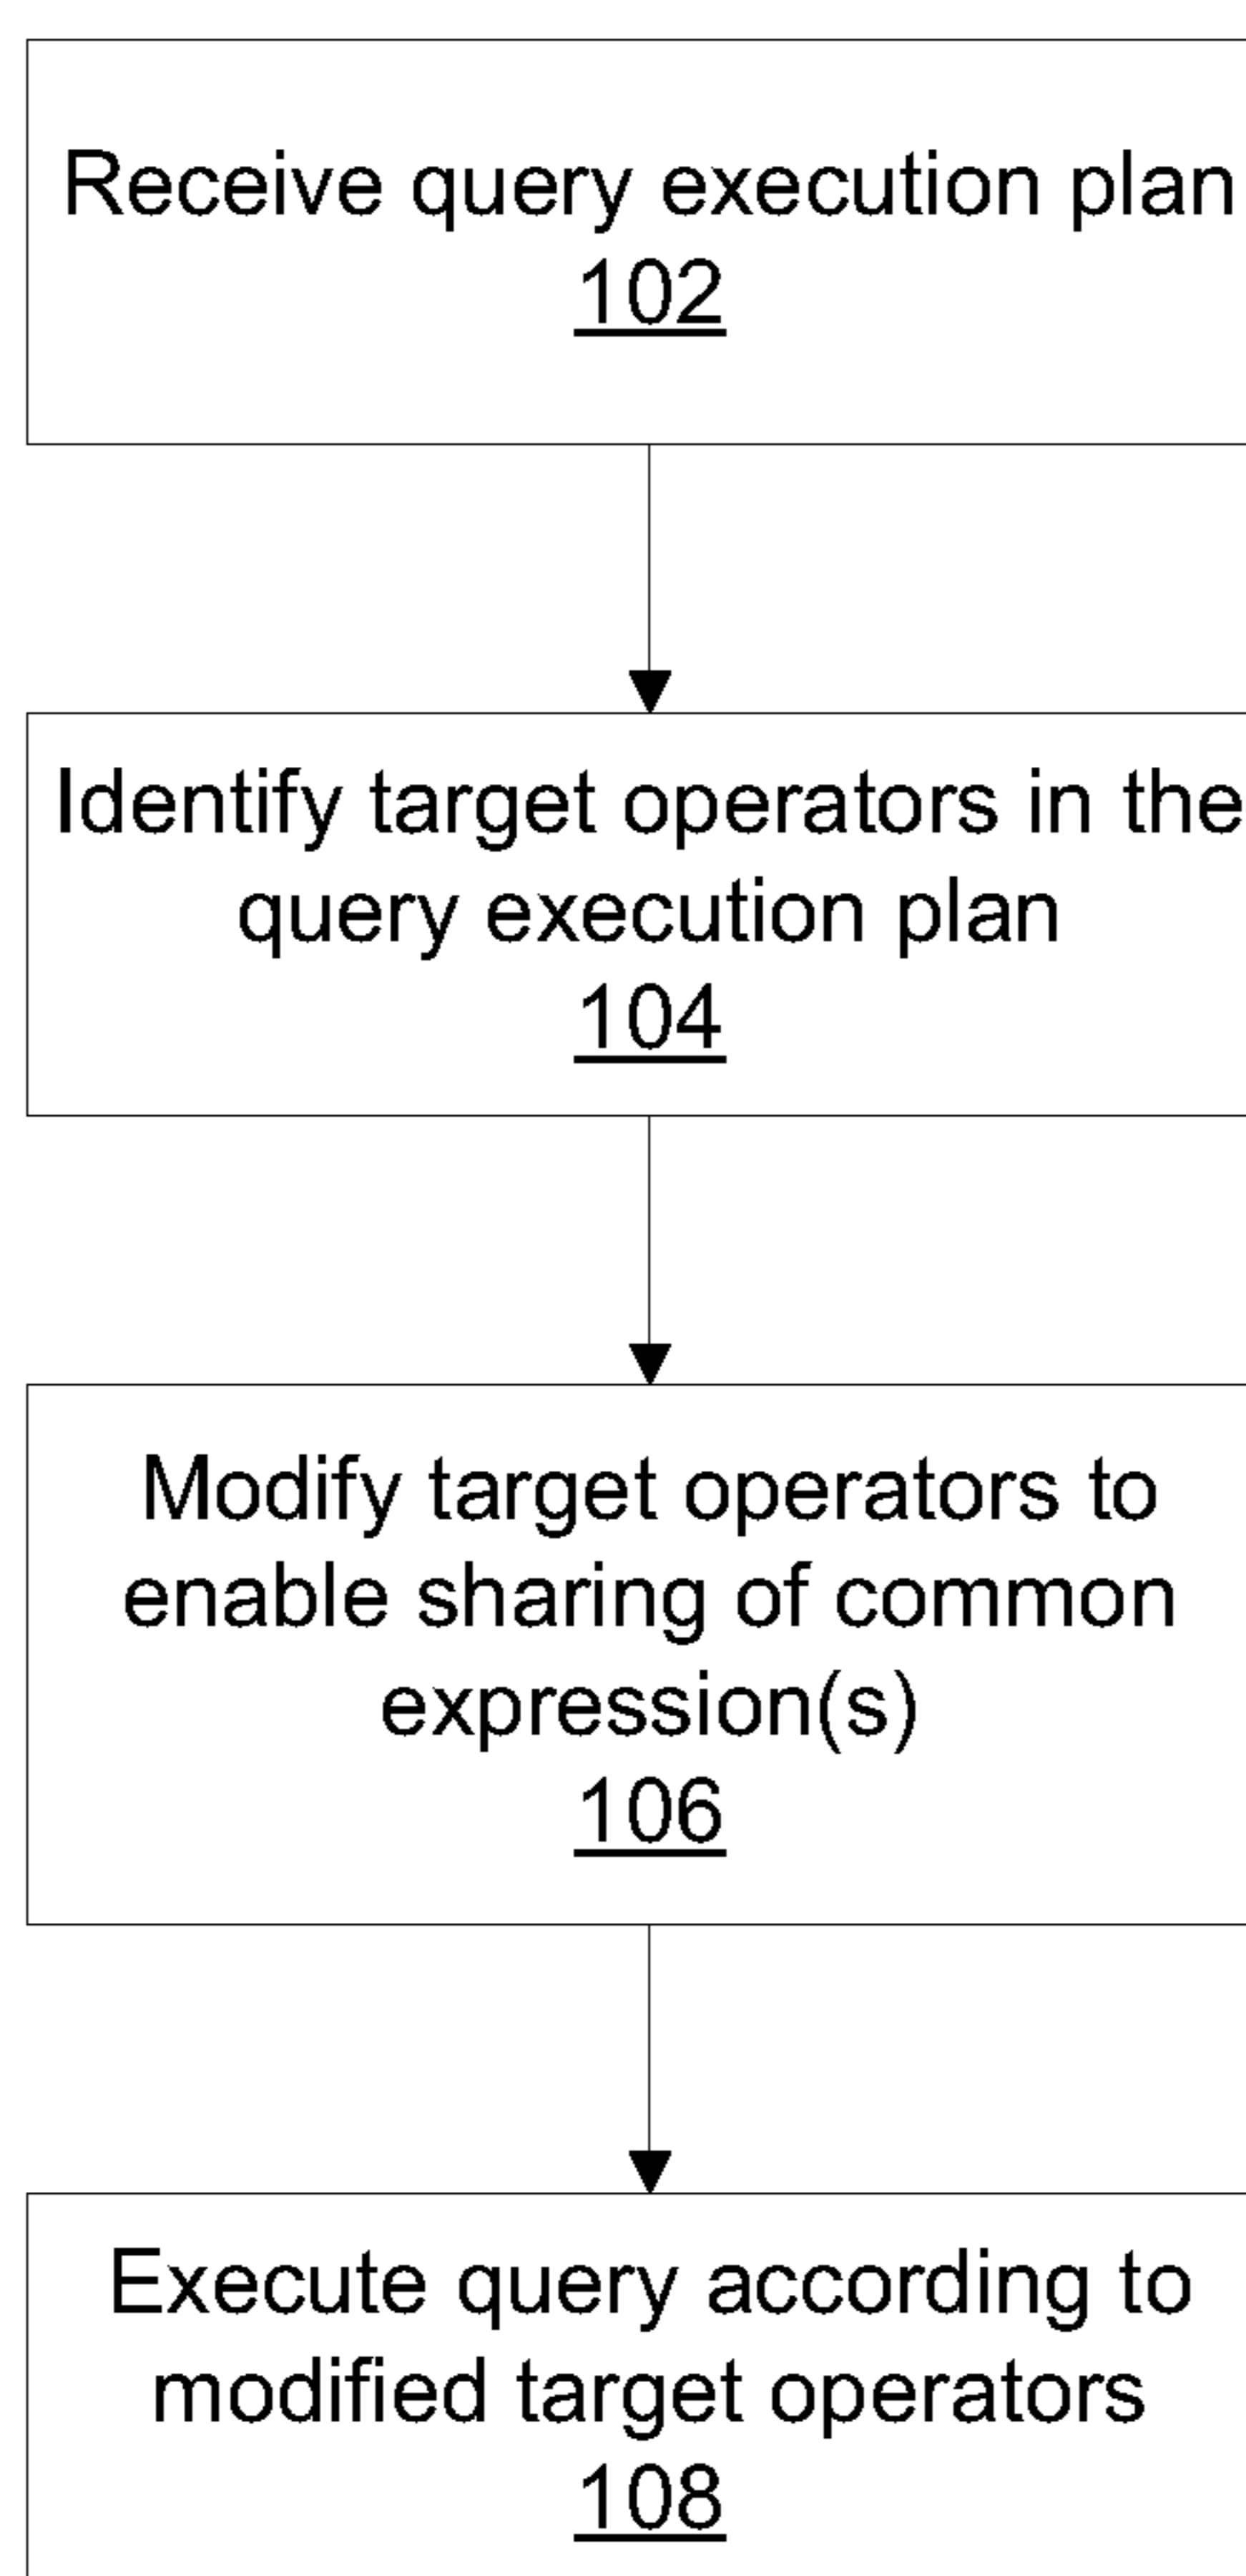 Receive query execution plan
102
Identify target operators in the
query execution plan
104
Modify target operators to
enable sharing of common
expression(s)
106
Execute query according to
modified target operators
108